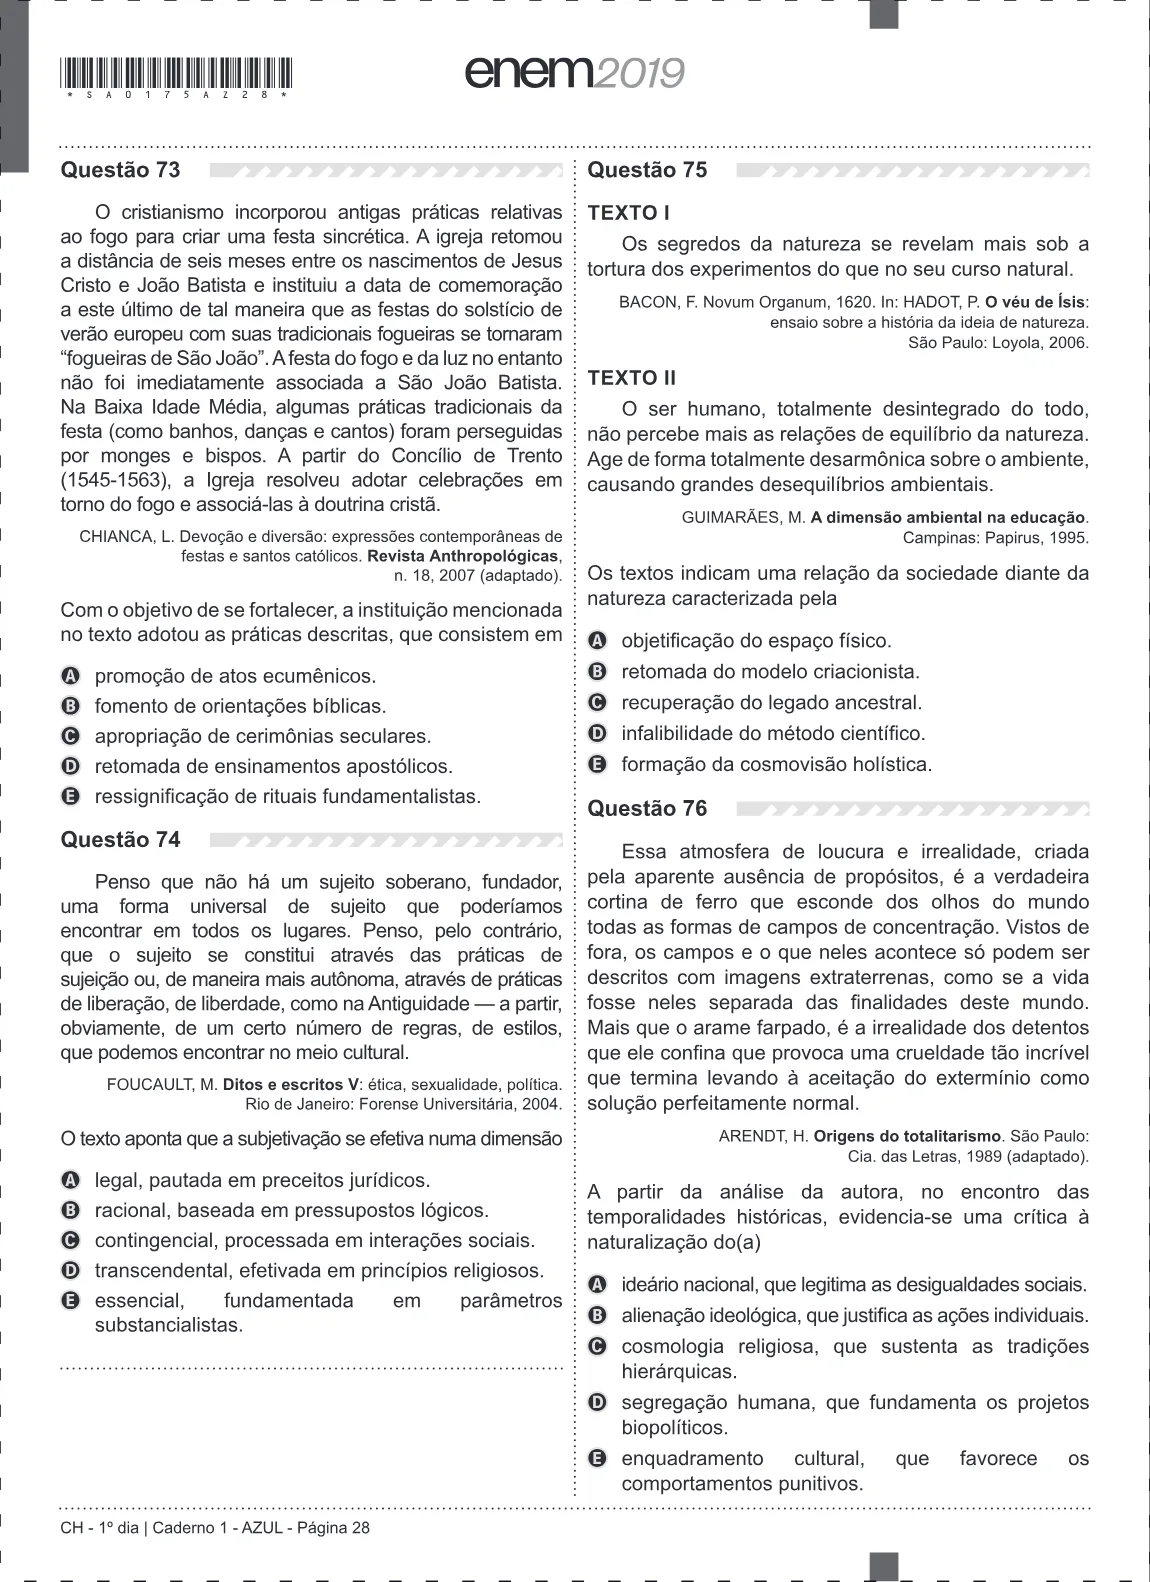 *SA0175AZ28*
enem2019
Questão 73
O cristianismo incorporou antigas práticas relativas
ao fogo para criar uma festa sincrética. A igreja retomou
a distância de seis meses entre os nascimentos de Jesus
Cristo e João Batista e instituiu a data de comemoração
a este último de tal maneira que as festas do solstício de
verão europeu com suas tradicionais fogueiras se tornaram
“fogueiras de São João”. A festa do fogo e da luz no entanto
não foi imediatamente associada a São João Batista.
Na Baixa Idade Média, algumas práticas tradicionais da
festa (como banhos, danças e cantos) foram perseguidas
por monges e bispos. A partir do Concílio de Trento
(1545-1563), a Igreja resolveu adotar celebrações em
torno do fogo e associá-las à doutrina cristã.
CHIANCA, L. Devoção e diversão: expressões contemporâneas de
festas e santos católicos. Revista Anthropológicas,
n. 18, 2007 (adaptado).
Com o objetivo de se fortalecer, a instituição mencionada
no texto adotou as práticas descritas, que consistem em
A promoção de atos ecumênicos.
B fomento de orientações bíblicas.
C apropriação de cerimônias seculares.
D retomada de ensinamentos apostólicos.
E ressignificação de rituais fundamentalistas.
Questão 74
Penso que não há um sujeito soberano, fundador,
uma forma universal de sujeito que poderíamos
encontrar em todos os lugares. Penso, pelo contrário,
que o sujeito se constitui através das práticas de
sujeição ou, de maneira mais autônoma, através de práticas
de liberação, de liberdade, como na Antiguidade — a partir,
obviamente, de um certo número de regras, de estilos,
que podemos encontrar no meio cultural.
FOUCAULT, M. Ditos e escritos V: ética, sexualidade, política.
Rio de Janeiro: Forense Universitária, 2004.
O texto aponta que a subjetivação se efetiva numa dimensão
A legal, pautada em preceitos jurídicos.
B racional, baseada em pressupostos lógicos.
C contingencial, processada em interações sociais.
D transcendental, efetivada em princípios religiosos.
E essencial, fundamentada em parâmetros
substancialistas.
Questão 75
TEXTO I
Os segredos da natureza se revelam mais sob a
tortura dos experimentos do que no seu curso natural.
BACON, F. Novum Organum, 1620. In: HADOT, P. O véu de Ísis:
ensaio sobre a história da ideia de natureza.
São Paulo: Loyola, 2006.
TEXTO II
O ser humano, totalmente desintegrado do todo,
não percebe mais as relações de equilíbrio da natureza.
Age de forma totalmente desarmônica sobre o ambiente,
causando grandes desequilíbrios ambientais.
GUIMARÃES, M. A dimensão ambiental na educação.
Campinas: Papirus, 1995.
Os textos indicam uma relação da sociedade diante da
natureza caracterizada pela
A objetificação do espaço físico.
B retomada do modelo criacionista.
C recuperação do legado ancestral.
D infalibilidade do método científico.
E formação da cosmovisão holística.
Questão 76
Essa atmosfera de loucura e irrealidade, criada
pela aparente ausência de propósitos, é a verdadeira
cortina de ferro que esconde dos olhos do mundo
todas as formas de campos de concentração. Vistos de
fora, os campos e o que neles acontece só podem ser
descritos com imagens extraterrenas, como se a vida
fosse neles separada das finalidades deste mundo.
Mais que o arame farpado, é a irrealidade dos detentos
que ele confina que provoca uma crueldade tão incrível
que termina levando à aceitação do extermínio como
solução perfeitamente normal.
ARENDT, H. Origens do totalitarismo. São Paulo:
Cia. das Letras, 1989 (adaptado).
A partir da análise da autora, no encontro das
temporalidades históricas, evidencia-se uma crítica à
naturalização do(a)
A ideário nacional, que legitima as desigualdades sociais.
B alienação ideológica, que justifica as ações individuais.
C cosmologia religiosa, que sustenta as tradições
hierárquicas.
D segregação humana, que fundamenta os projetos
biopolíticos.
E enquadramento cultural, que favorece os
comportamentos punitivos.
CH - 1º dia | Caderno 1 - AZUL - Página 28